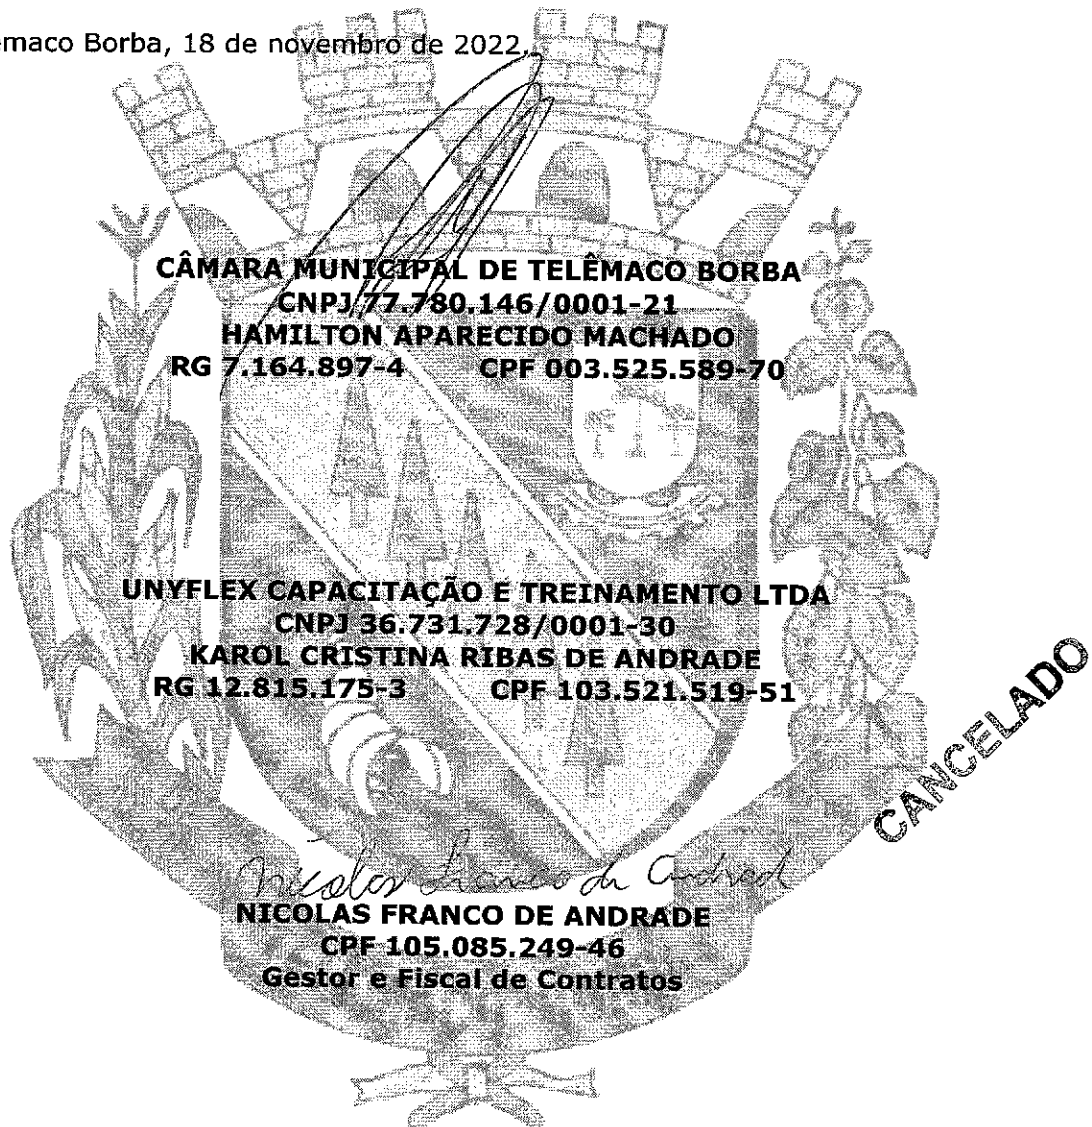 emaco Borba, 18 de novembro de 2022.
CÂMARA MUNICIPAL DE TELÊMACO BORBA
CNPJ 77.780.146/0001-21
HAMILTON APARECIDO MACHADO
RG 7.164.897-4 CPF 003.525.589-70
UNYFLEX CAPACITAÇÃO E TREINAMENTO LTDA
CNPJ 36.731.728/0001-30
KAROL CRISTINA RIBAS DE ANDRADE
RG 12.815.175-3 CPF 103.521.519-51
CANCELADO
Nicolas Franco de Andrad
NICOLAS FRANCO DE ANDRADE
CPF 105.085.249-46
Gestor e Fiscal de Contratos